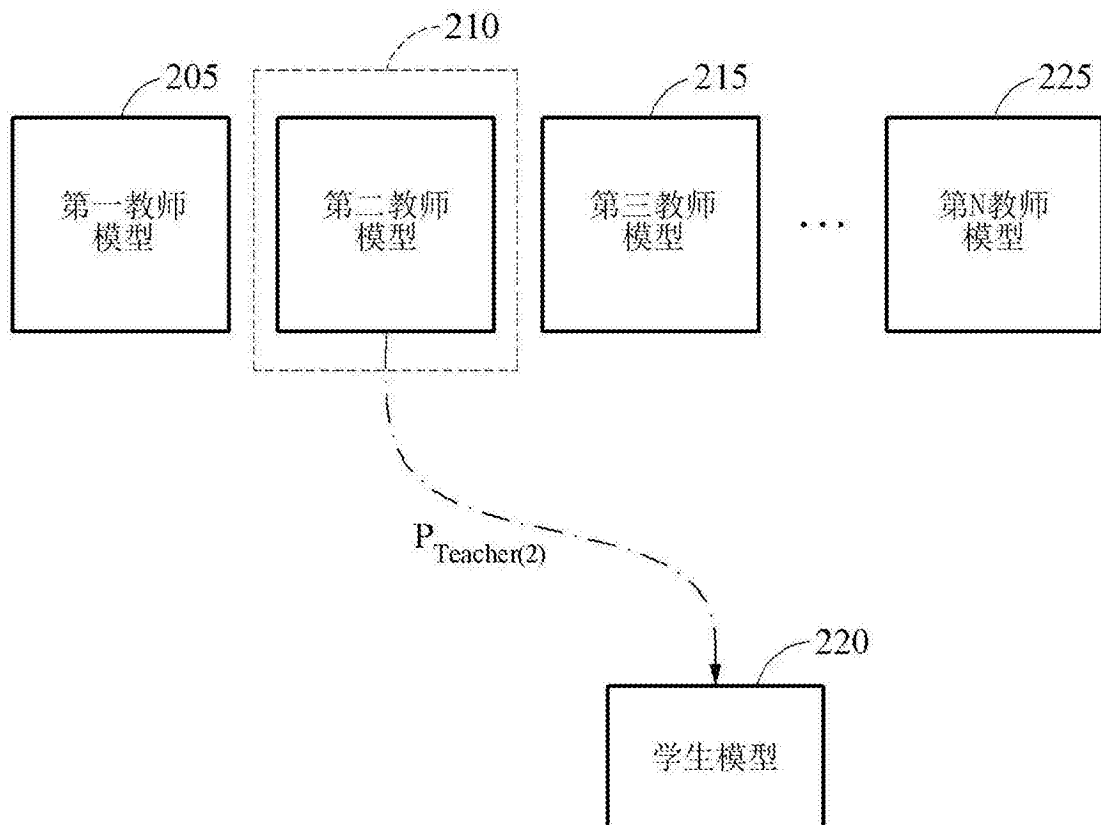 210
205
215
225
第一教师
模型
第二教师
模型
第三教师
模型
...
第N教师
模型
P Teacher(2)
220
学生模型